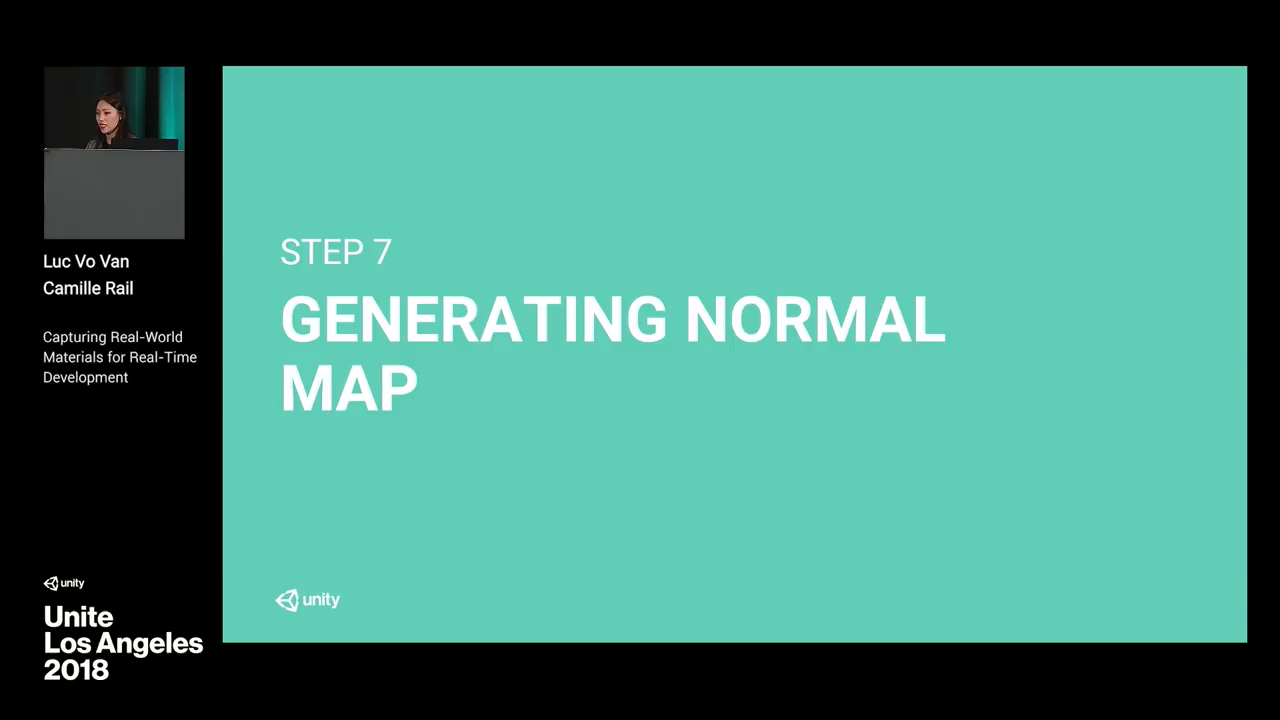 Luc Vo Van
Camille Rail
Capturing Real-World
Materials for Real-Time
Development
unity
Unite
Los Angeles
2018
STEP 7
GENERATING NORMAL
MAP
unity